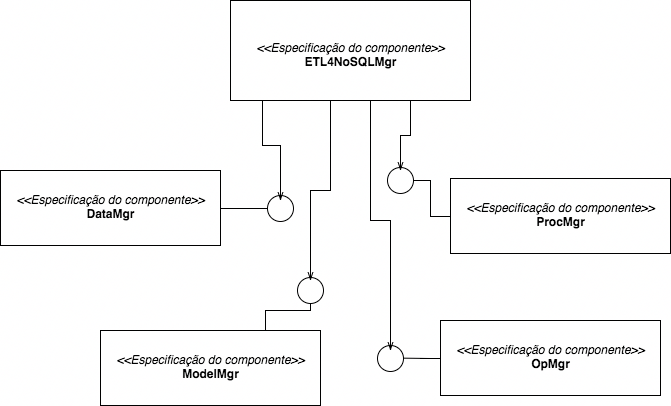 <<Especificação do componente>>
ETL4NoSQLMgr
<<Especificação do componente>>
DataMgr
<<Especificação do componente>>
ProcMgr
<<Especificação do componente>>
ModelMgr
<<Especificação do componente>>
OpMgr